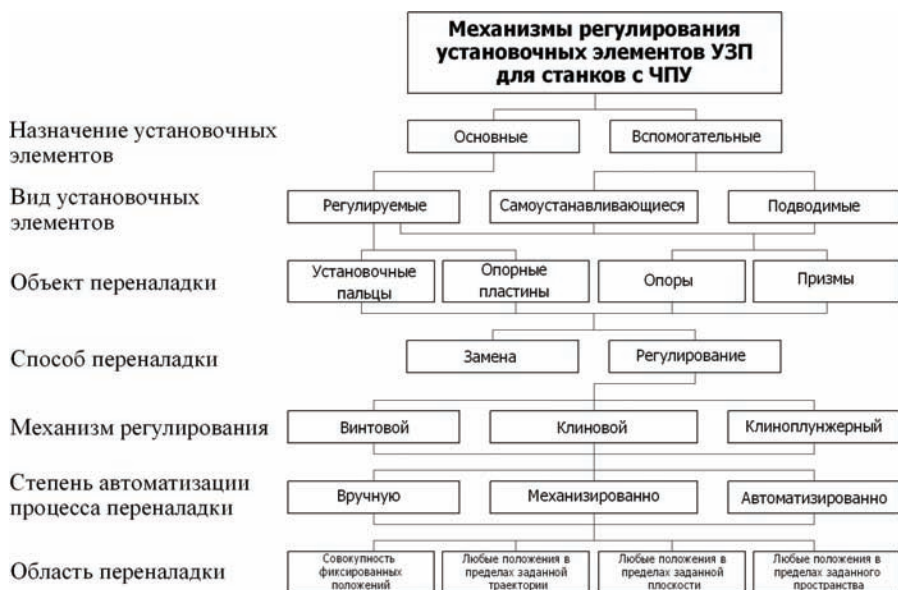 Механизмы регулирования
установочных элементов УЗП
для станков с ЧПУ
Назначение установочных
элементов
Основные
Вспомогательные
Вид установочных
элементов
Регулируемые
Самоустанавливающиеся
Подводимые
Объект переналадки
Установочные
пальцы
Опорные
пластины
Опоры
Призмы
Способ переналадки
Замена
Регулирование
Механизм регулирования
Винтовой
Клиновой
Клиноплунжерный
Степень автоматизации
процесса переналадки
Вручную
Механизированно
Автоматизированно
Область переналадки
Совокупность
фиксированных
положений
Любые положения в
пределах заданной
траектории
Любые положения в
пределах заданной
плоскости
Любые положения в
пределах заданного
пространства